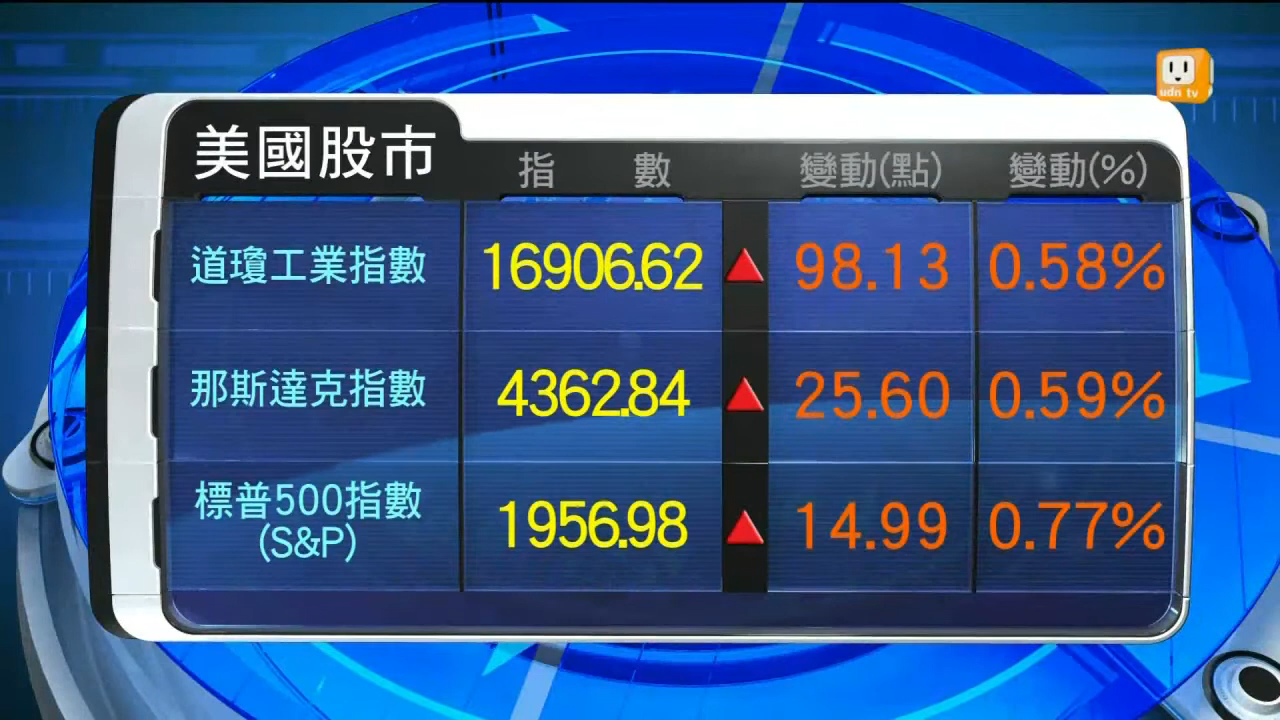 udn tv
美國股市 指數 變動(點) 變動(%)
道瓊工業指數 16906.62 ▲ 98.13 0.58%
那斯達克指數 4362.84 ▲ 25.60 0.59%
標普500指數
(S&P) 1956.98 ▲ 14.99 0.77%